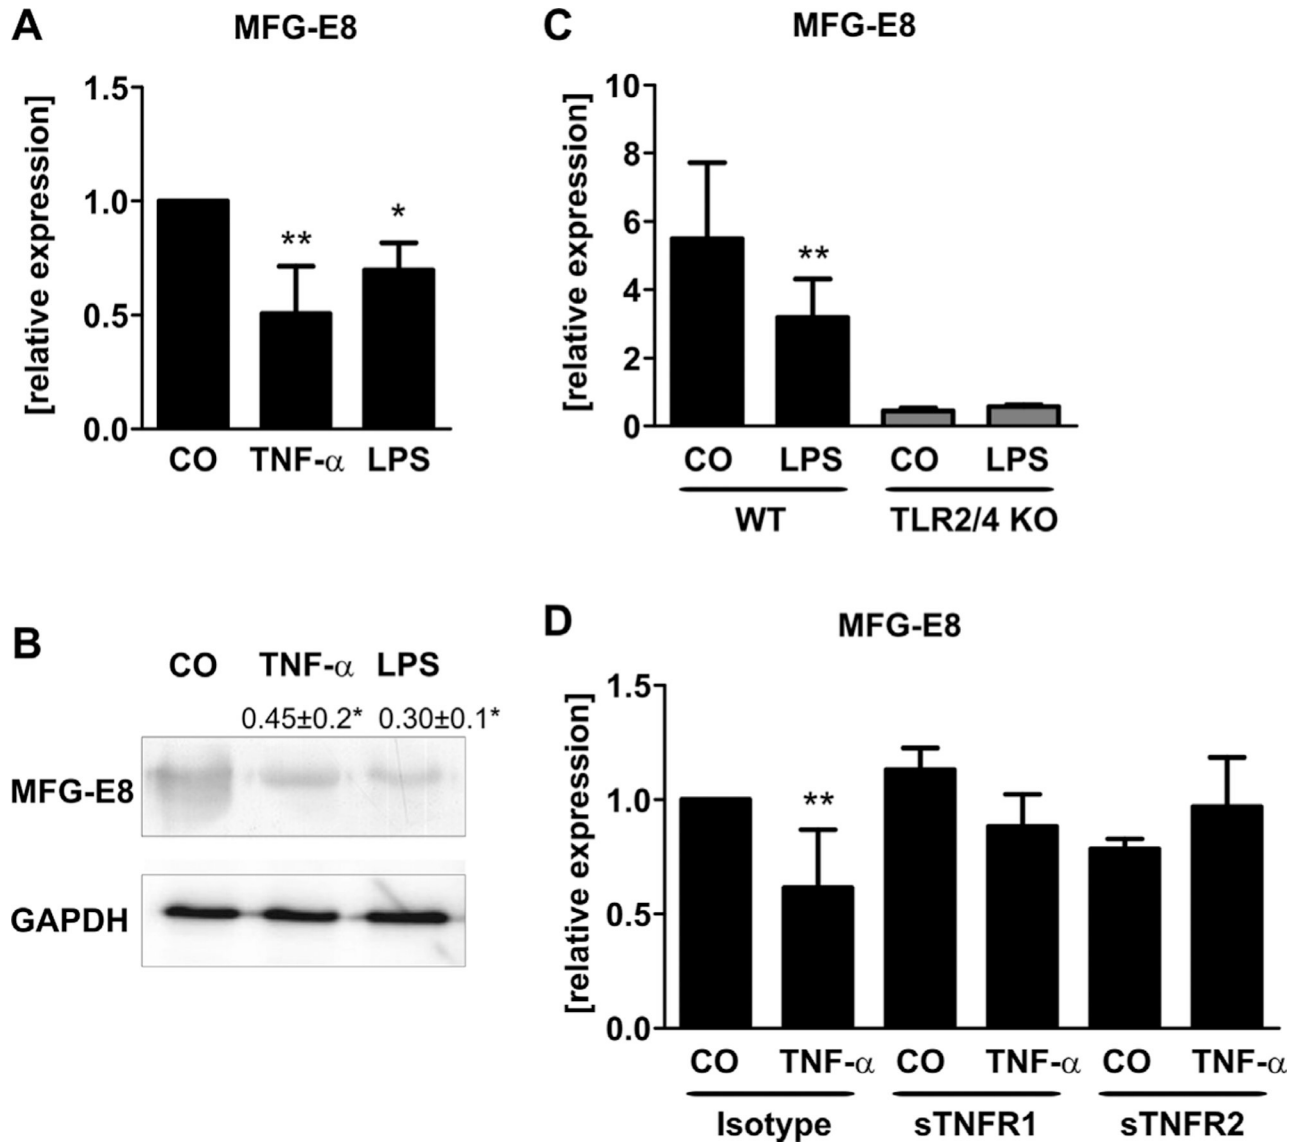 A
MFG-E8
[relative expression]
1.5
1.0
0.5
0.0
**
*
CO TNF-α LPS
C
MFG-E8
[relative expression]
10
8
6
4
2
0
**
CO LPS CO LPS
WT TLR2/4 KO
B
CO TNF-α LPS
0.45±0.2* 0.30±0.1*
MFG-E8
GAPDH
D
MFG-E8
[relative expression]
1.5
1.0
0.5
0.0
**
CO TNF-α CO TNF-α CO TNF-α
Isotype sTNFR1 sTNFR2